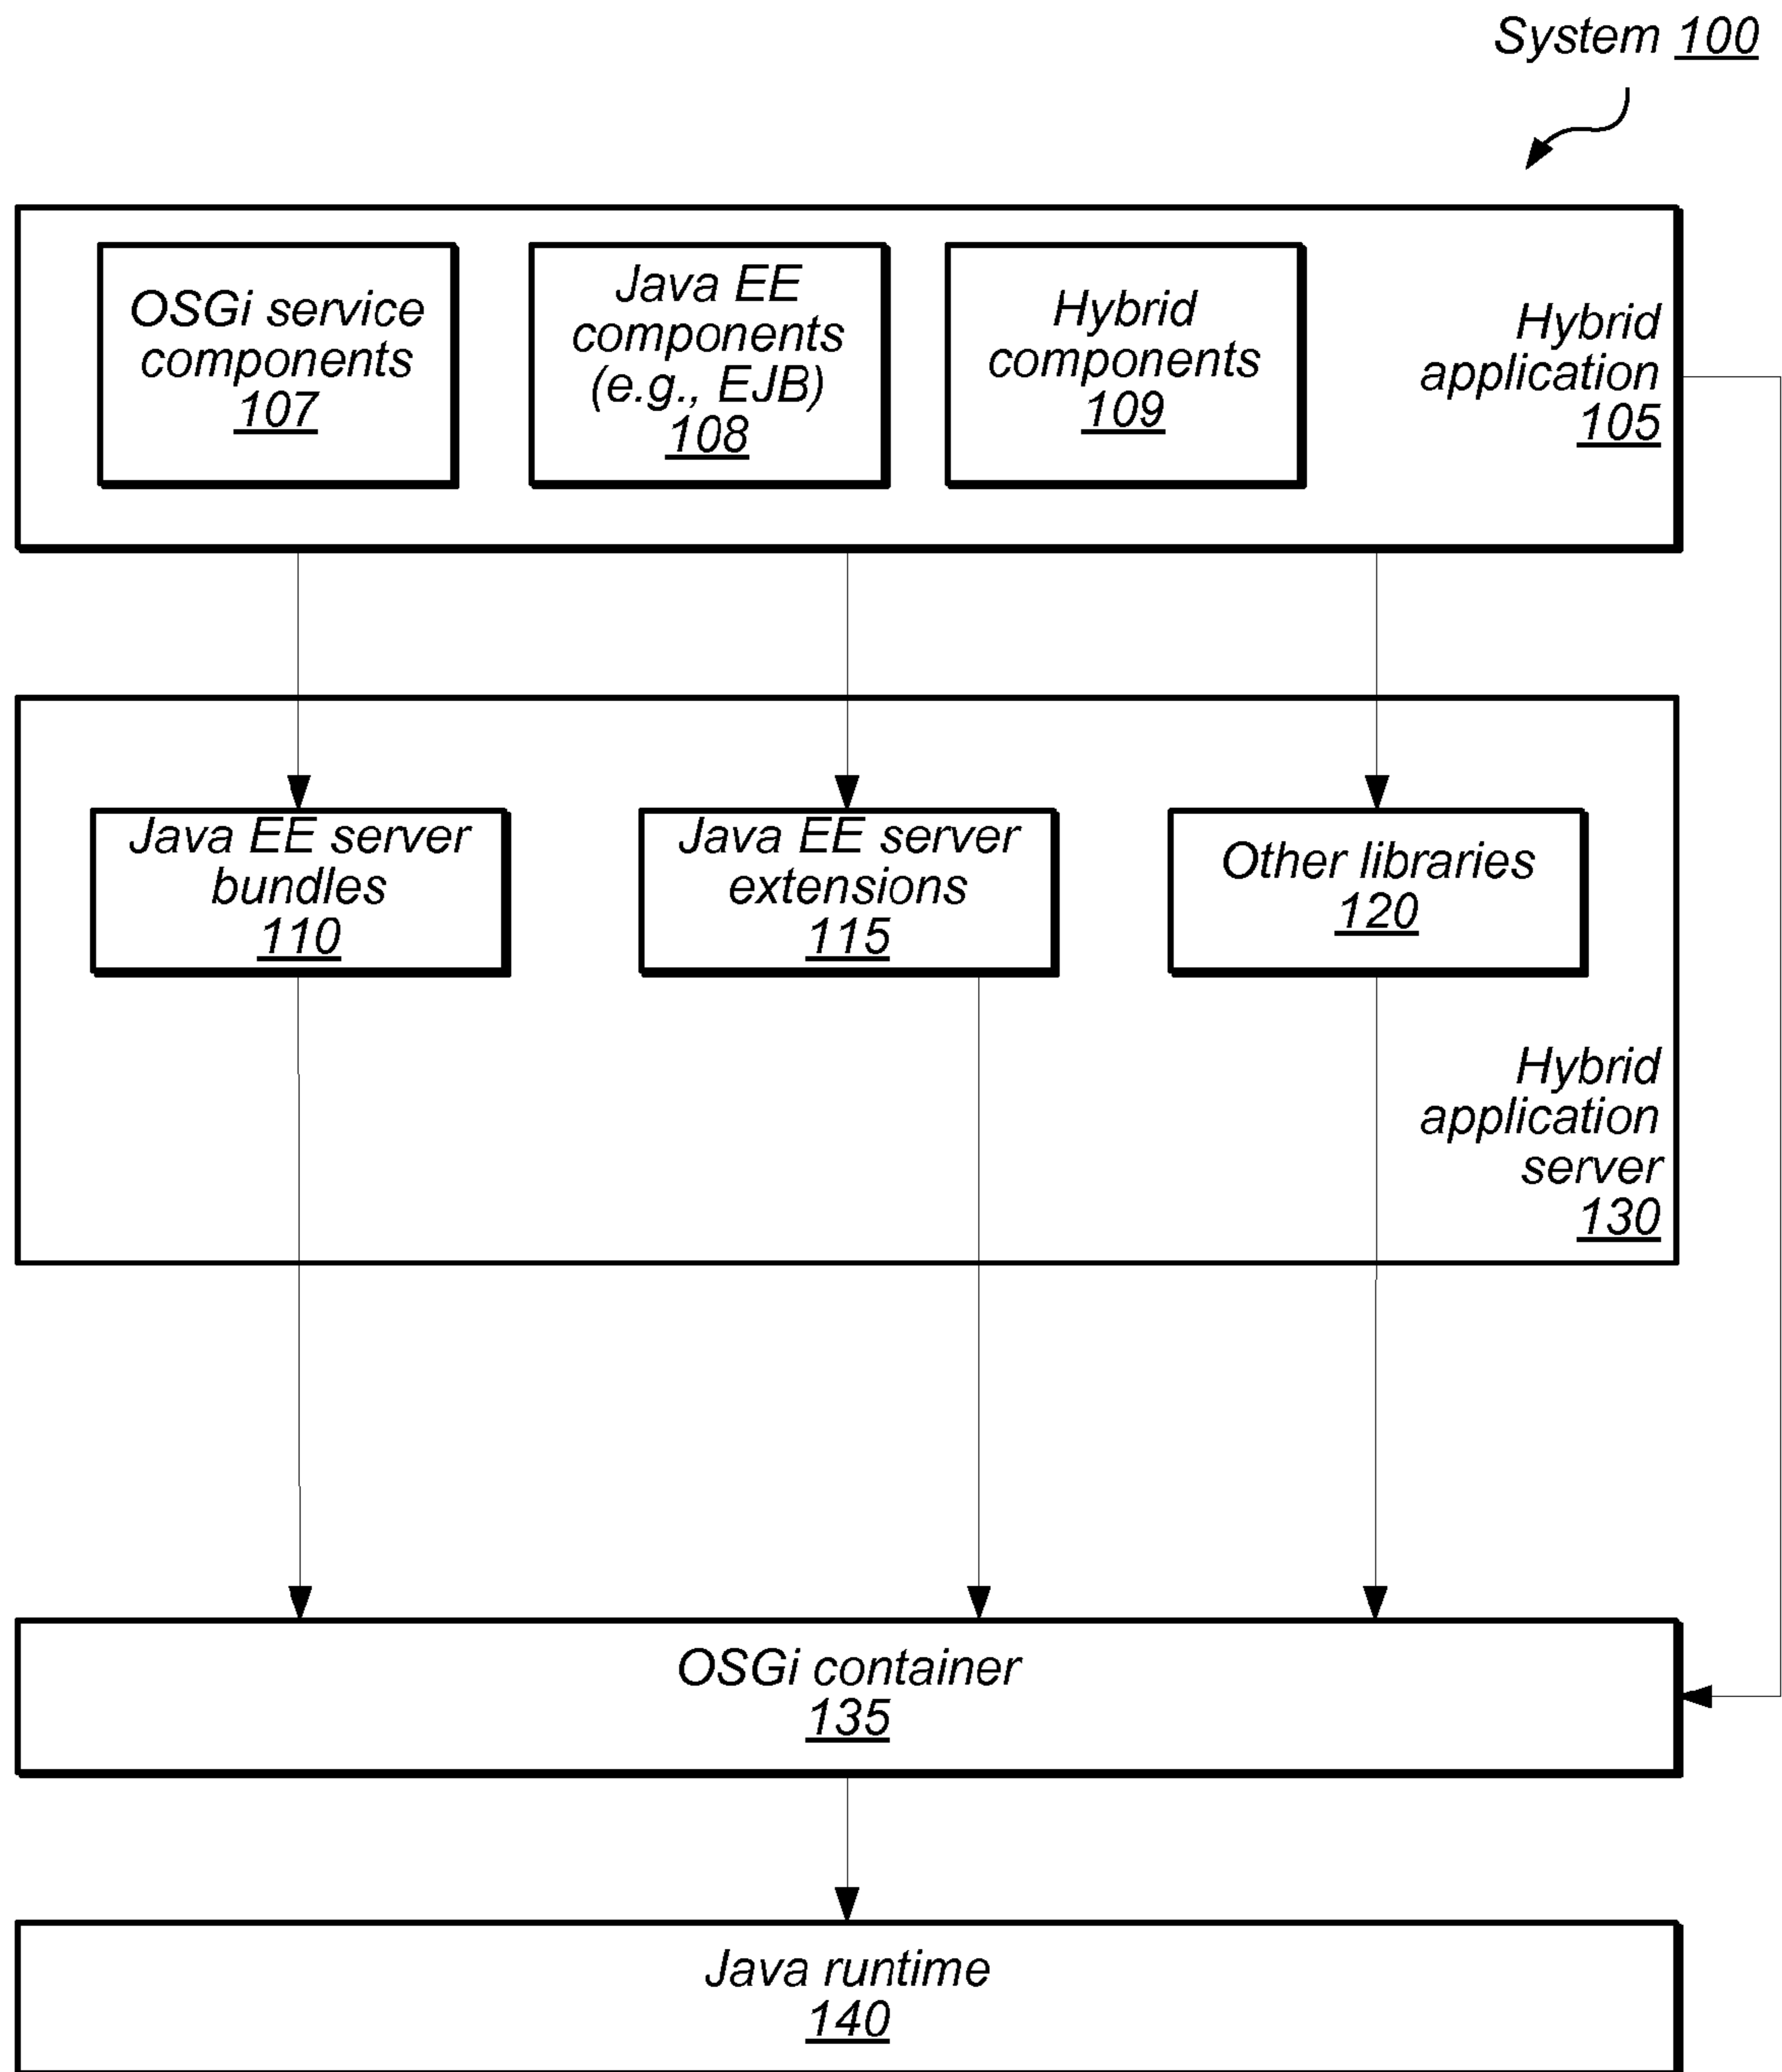 System 100
OSGi service
components
107
Java EE
components
(e.g., EJB)
108
Hybrid
components
109
Hybrid
application
105
Java EE server
bundles
110
Java EE server
extensions
115
Other libraries
120
Hybrid
application
server
130
OSGi container
135
Java runtime
140